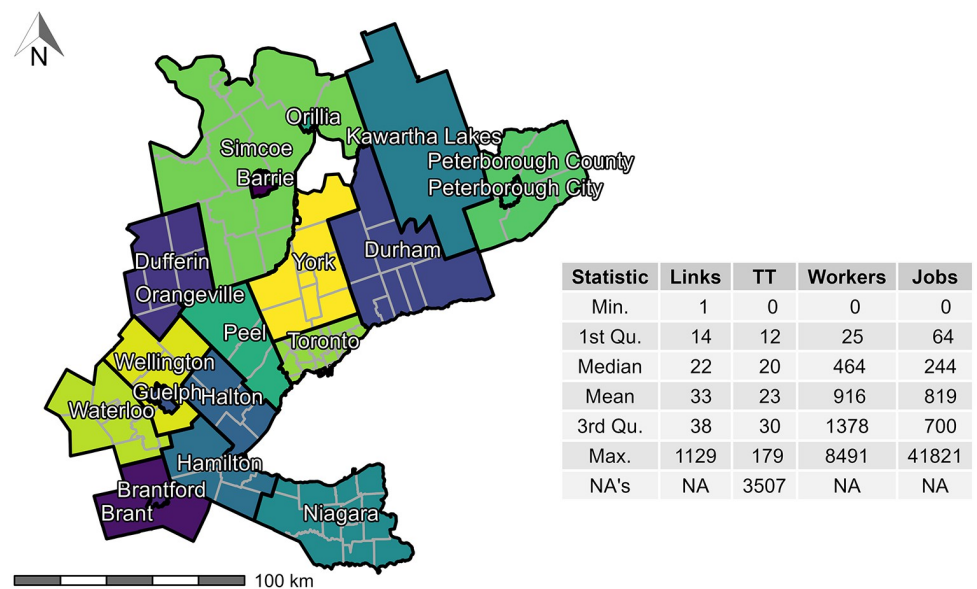 N
Orillia
Kawartha Lakes
Simcoe
Peterborough County
Barrie
Peterborough City
Durham
Dufferin
York
Orangeville
Peel
Toronto
Wellington
Guelph
Halton
Waterloo
Hamilton
Brantford
Brant
Niagara
100 km
Statistic Links TT Workers Jobs
Min. 1 0 0 0
1st Qu. 14 12 25 64
Median 22 20 464 244
Mean 33 23 916 819
3rd Qu. 38 30 1378 700
Max. 1129 179 8491 41821
NA's NA 3507 NA NA